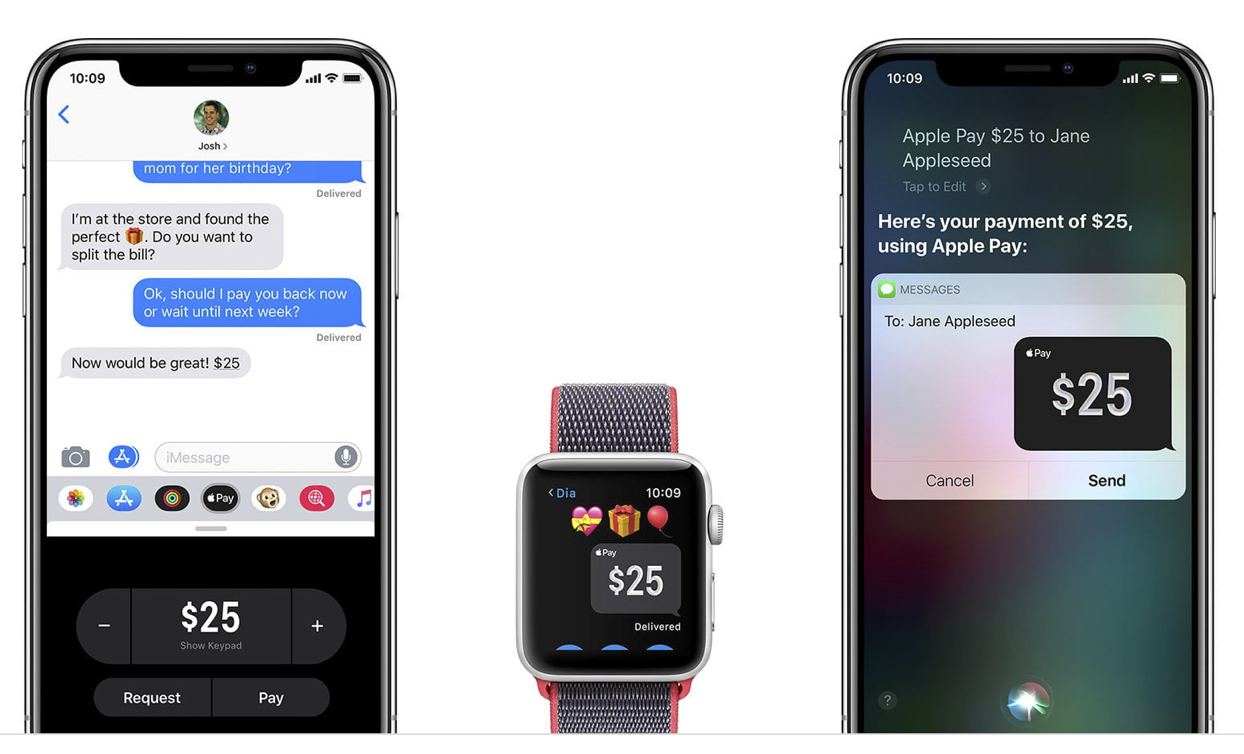 10:09
Josh >
mom for her birthday?
Delivered
I'm at the store and found the
perfect 🎁. Do you want to
split the bill?
Ok, should I pay you back now
or wait until next week?
Delivered
Now would be great! $25
iMessage
Pay
− $25 +
Show Keypad
Request Pay
< Dia 10:09
Pay
$25
Delivered
10:09
Apple Pay $25 to Jane
Appleseed
Tap to Edit >
Here's your payment of $25,
using Apple Pay:
MESSAGES
To: Jane Appleseed
Pay
$25
Cancel Send
?